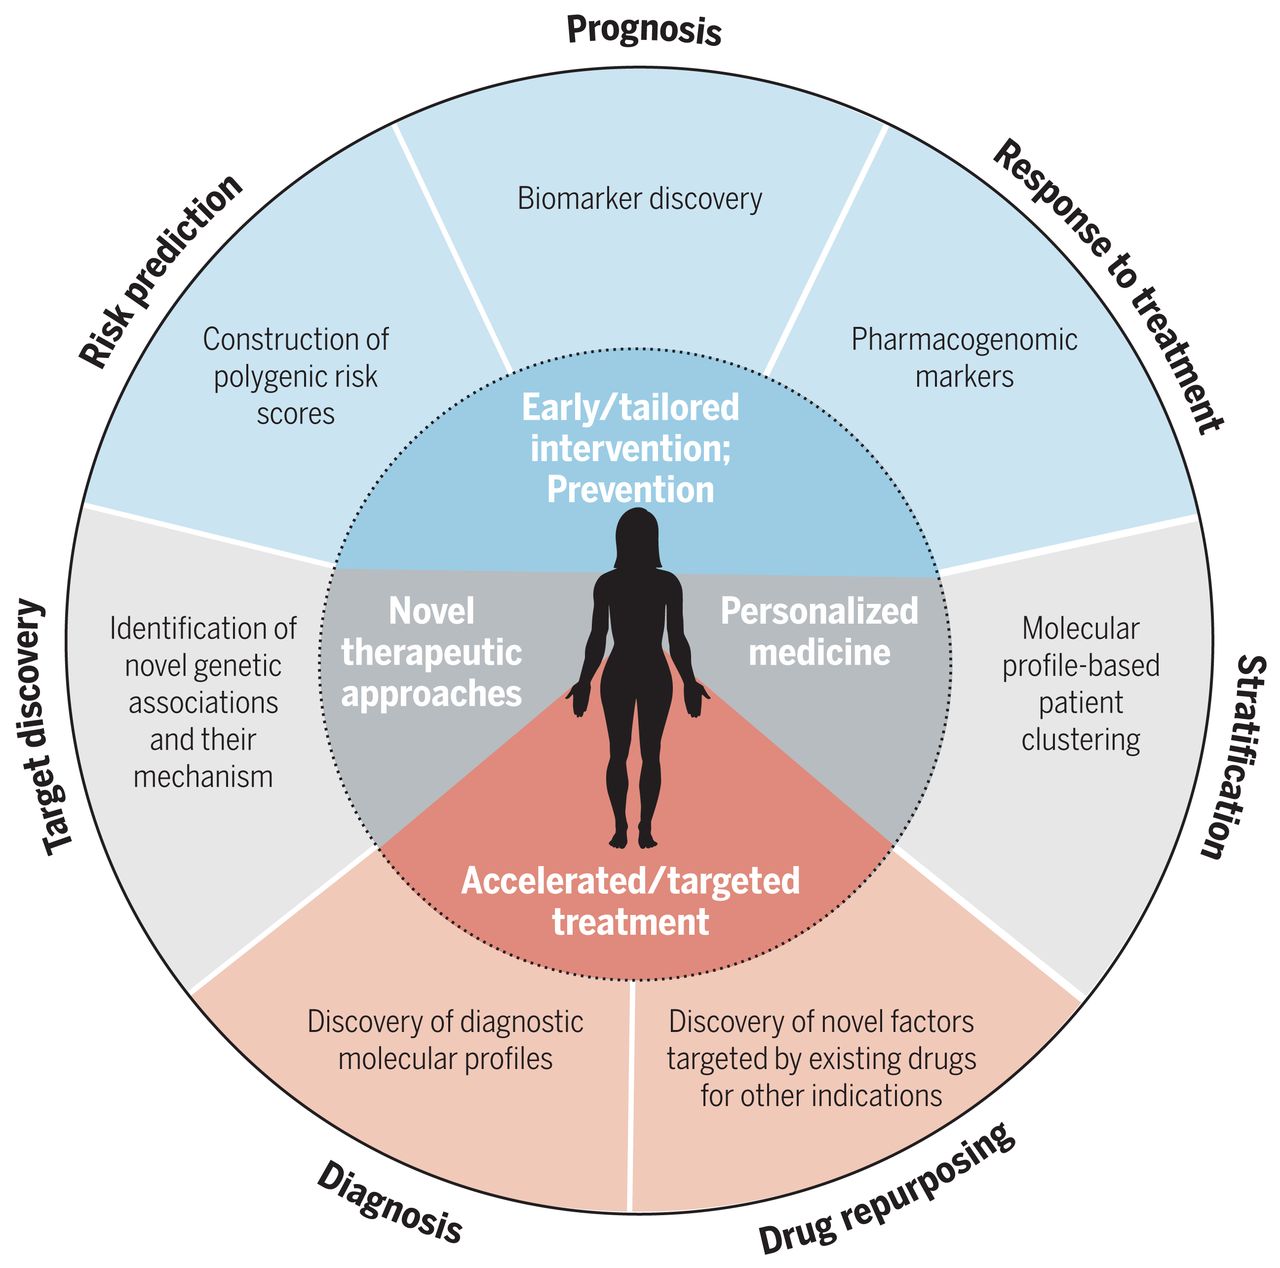 Prognosis
Response to treatment
Risk prediction
Biomarker discovery
Construction of
polygenic risk
scores
Pharmacogenomic
markers
Early/tailored
intervention;
Prevention
Target discovery
Identification of
novel genetic
associations
and their
mechanism
Novel
therapeutic
approaches
Personalized
medicine
Molecular
profile-based
patient
clustering
Stratification
Accelerated/targeted
treatment
Discovery of diagnostic
molecular profiles
Discovery of novel factors
targeted by existing drugs
for other indications
Diagnosis
Drug repurposing